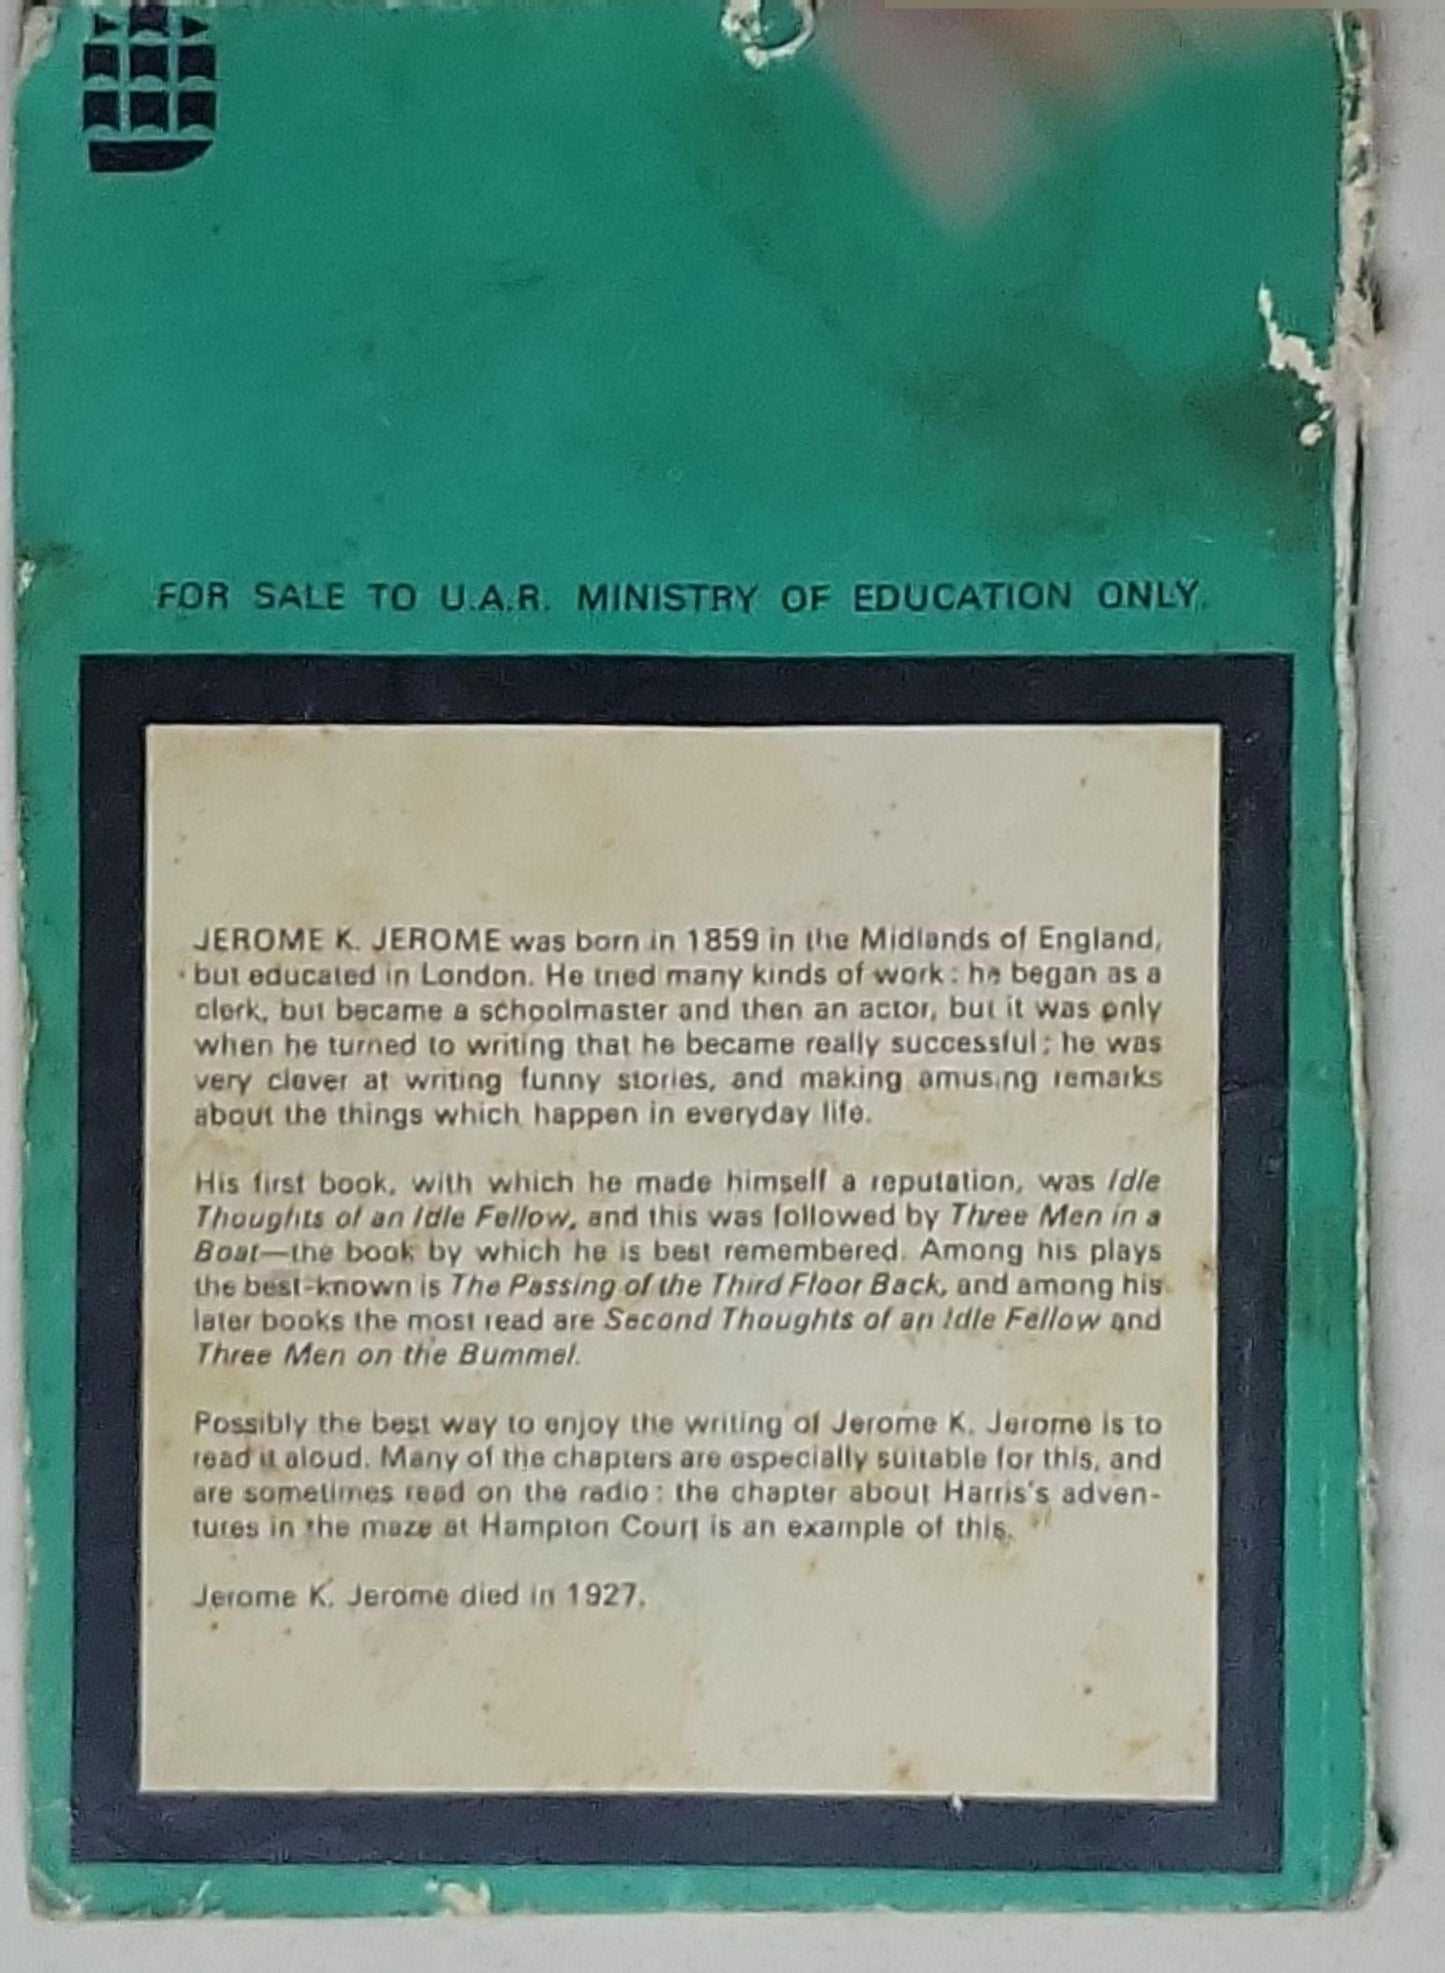 FOR SALE TO U.A.R. MINISTRY OF EDUCATION ONLY.
JEROME K. JEROME was born in 1859 in the Midlands of England,
but educated in London. He tried many kinds of work : he began as a
clerk, but became a schoolmaster and then an actor, but it was only
when he turned to writing that he became really successful ; he was
very clever at writing funny stories, and making amusing remarks
about the things which happen in everyday life.
His first book, with which he made himself a reputation, was Idle
Thoughts of an Idle Fellow, and this was followed by Three Men in a
Boat—the book by which he is best remembered. Among his plays
the best-known is The Passing of the Third Floor Back, and among his
later books the most read are Second Thoughts of an Idle Fellow and
Three Men on the Bummel.
Possibly the best way to enjoy the writing of Jerome K. Jerome is to
read it aloud. Many of the chapters are especially suitable for this, and
are sometimes read on the radio : the chapter about Harris's adven-
tures in the maze at Hampton Court is an example of this.
Jerome K. Jerome died in 1927.